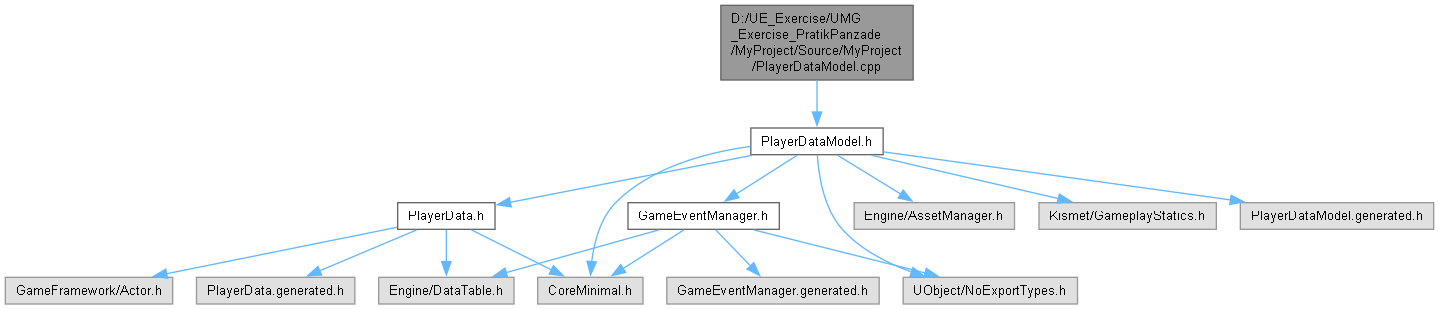 D:/UE_Exercise/UMG
_Exercise_PratikPanzade
/MyProject/Source/MyProject
/PlayerDataModel.cpp
PlayerDataModel.h
PlayerData.h
GameEventManager.h
Engine/AssetManager.h
Kismet/GameplayStatics.h
PlayerDataModel.generated.h
GameFramework/Actor.h
PlayerData.generated.h
Engine/DataTable.h
CoreMinimal.h
GameEventManager.generated.h
UObject/NoExportTypes.h